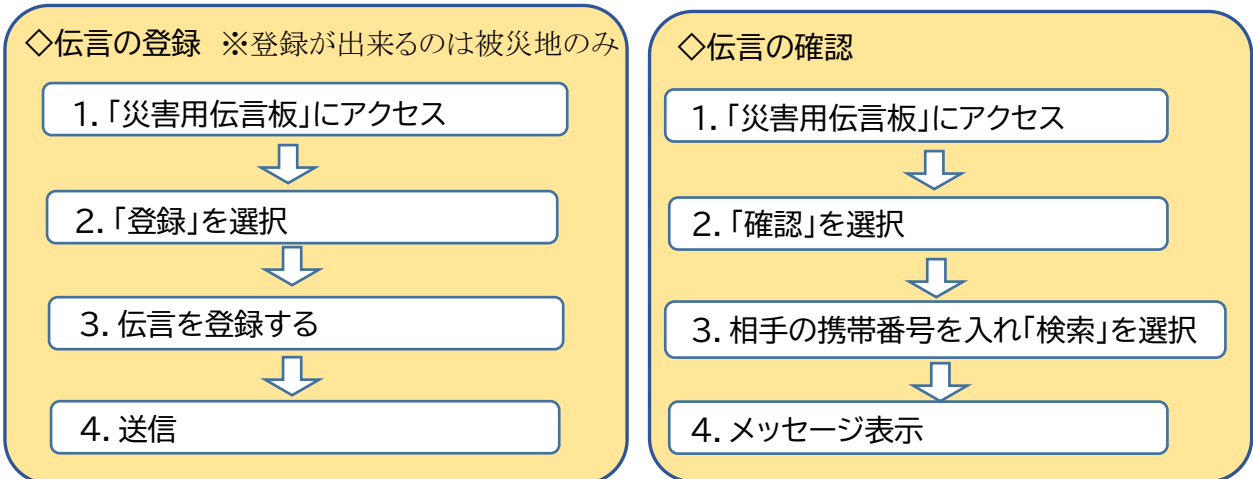 ◇伝言の登録 ※登録が出来るのは被災地のみ
1.「災害用伝言板」にアクセス
2.「登録」を選択
3.伝言を登録する
4.送信
◇伝言の確認
1.「災害用伝言板」にアクセス
2.「確認」を選択
3.相手の携帯番号を入れ「検索」を選択
4.メッセージ表示